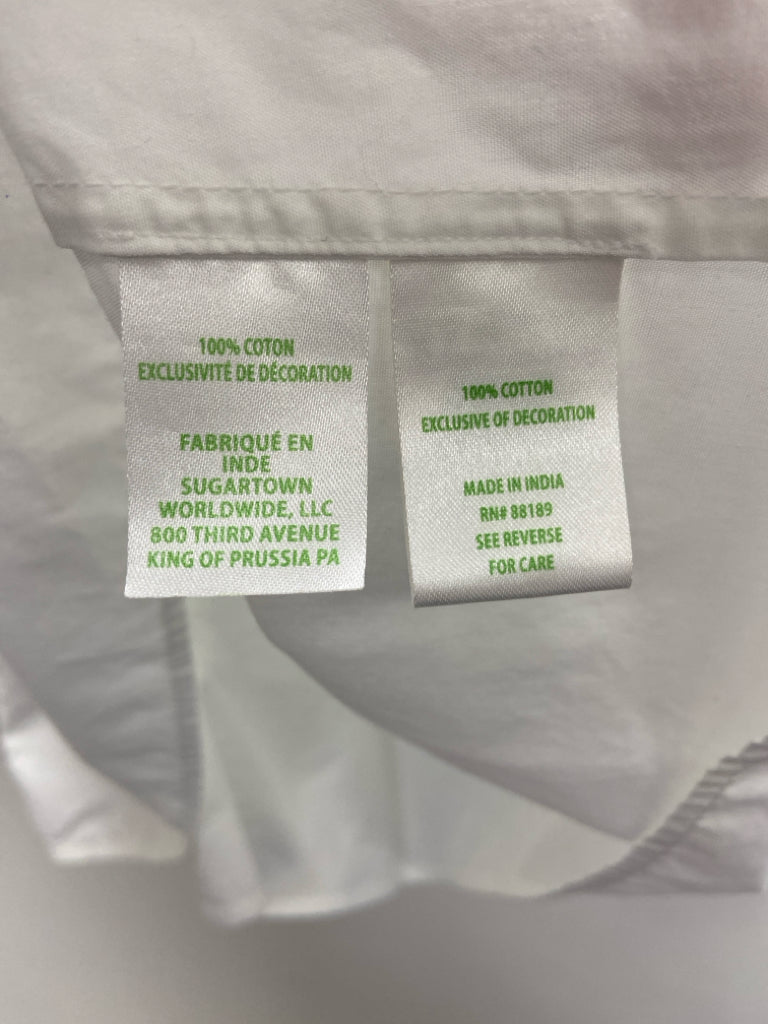 100% COTON
EXCLUSIVITÉ DE DÉCORATION
FABRIQUÉ EN
INDE
SUGARTOWN
WORLDWIDE, LLC
800 THIRD AVENUE
KING OF PRUSSIA PA
100% COTTON
EXCLUSIVE OF DECORATION
MADE IN INDIA
RN# 88189
SEE REVERSE
FOR CARE